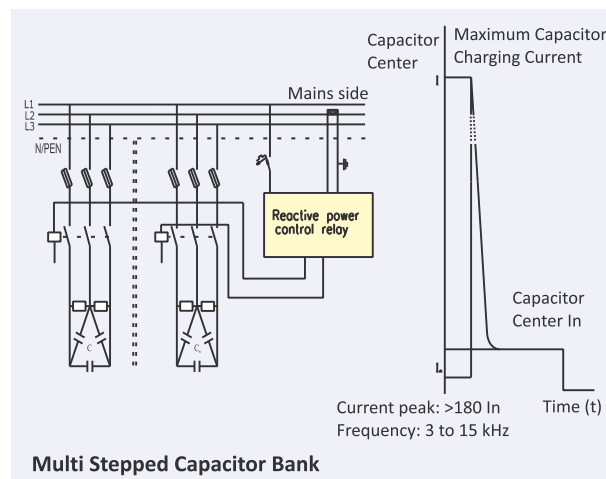 Capacitor
Center
Maximum Capacitor
Charging Current
Mains side
L1
L2
L3
N/PEN
Reactive power
control relay
C
Capacitor
Center In
Current peak: >180 In
Frequency: 3 to 15 kHz
Time (t)
Multi Stepped Capacitor Bank